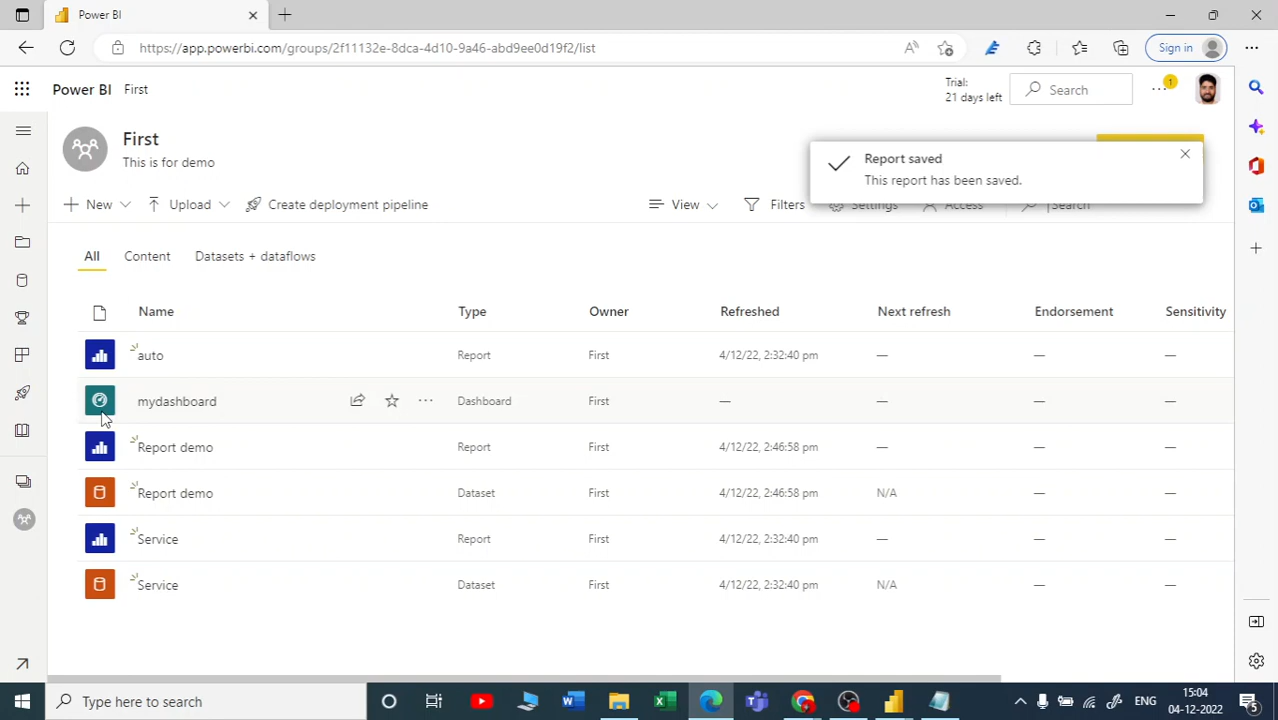 Power BI
https://app.powerbi.com/groups/2f11132e-8dca-4d10-9a46-abd9ee0d19f2/list
Sign in
Power BI First
Trial:
21 days left
Search
1
First
This is for demo
Report saved
This report has been saved.
New
Upload
Create deployment pipeline
View
Filters
Settings
Access
Search
All
Content
Datasets + dataflows
Name Type Owner Refreshed Next refresh Endorsement Sensitivity
auto Report First 4/12/22, 2:32:40 pm — — —
mydashboard Dashboard First — — — —
Report demo Report First 4/12/22, 2:46:58 pm — — —
Report demo Dataset First 4/12/22, 2:46:58 pm N/A — —
Service Report First 4/12/22, 2:32:40 pm — — —
Service Dataset First 4/12/22, 2:32:40 pm N/A — —
Type here to search
ENG
15:04
04-12-2022
5